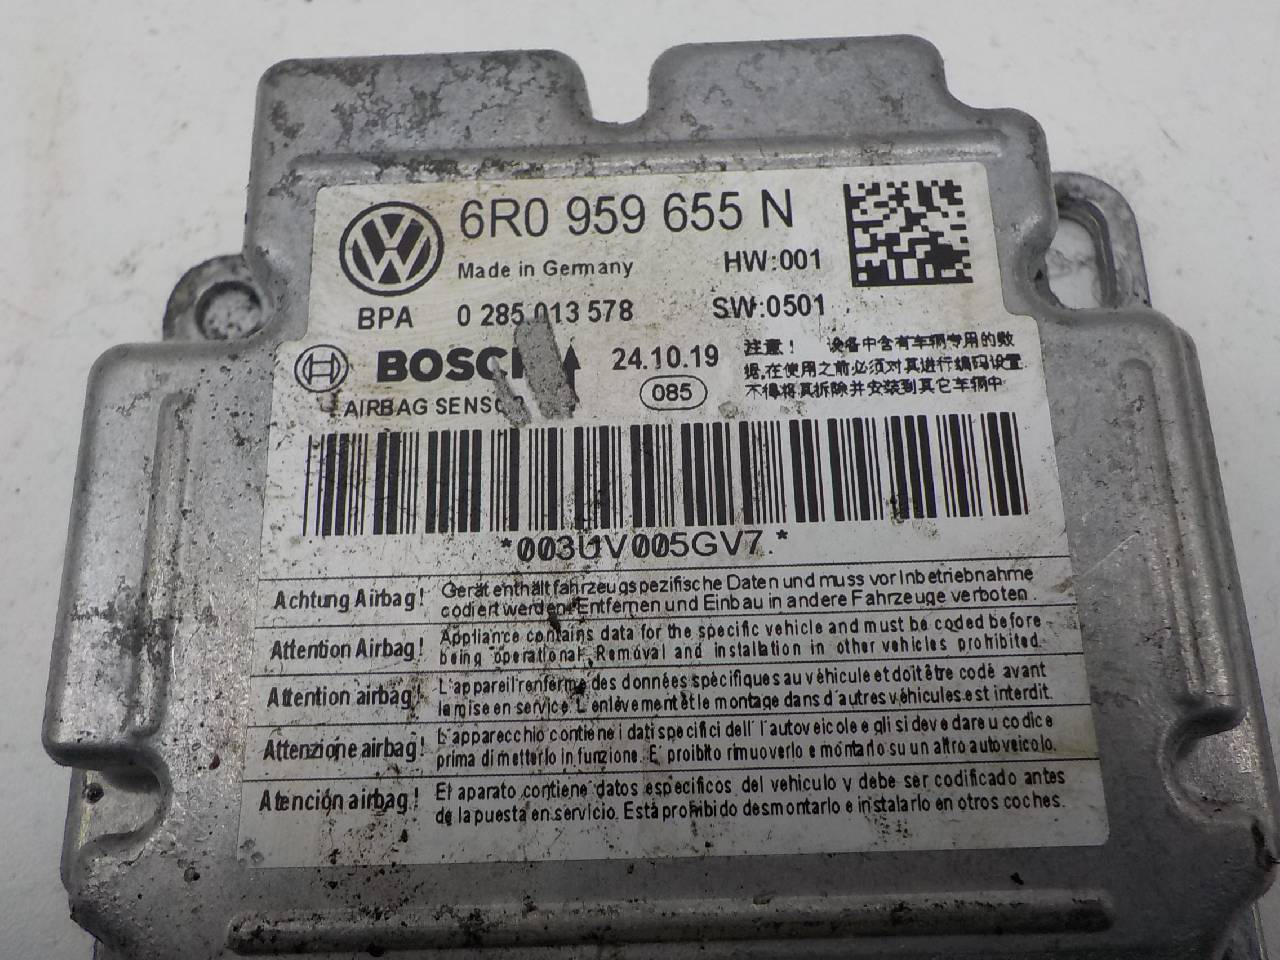 6R0 959 655 N
Made in Germany
HW:001
BPA 0 285 013 578 SW:0501
BOSCH 24.10.19
AIRBAG SENSOR 085
注意! 设备中含有车辆专用的数
据,在使用之前必须对其进行编码设置
不得将其拆除并安装到其它车辆中
*003U1V005GV7.*
Achtung Airbag! Gerät enthält fahrzeugspezifische Daten und muss vor Inbetriebnahme
codiert werden. Entfernen und Einbau in andere Fahrzeuge verboten.
Attention Airbag! Appliance contains data for the specific vehicle and must be coded before
being operational. Removal and installation in other vehicles prohibited.
Attention airbag! L'appareil renferme des données spécifiques au véhicule et doit être codé avant
la mise en service. L'enlèvement et le montage dans d'autres véhicules est interdit.
Attenzione airbag! L'apparecchio contiene i dati specifici dell'autoveicolo e gli si deve dare u codice
prima di metterlo in funzione. E' proibito rimuoverlo e montarlo su un altro autoveicolo.
Atención airbag! Et aparato contiene datos especificos del vehiculo y debe ser codificado antes
de la puesta en servicio. Está prohibido desmontarlo e instalarlo en otros coches.